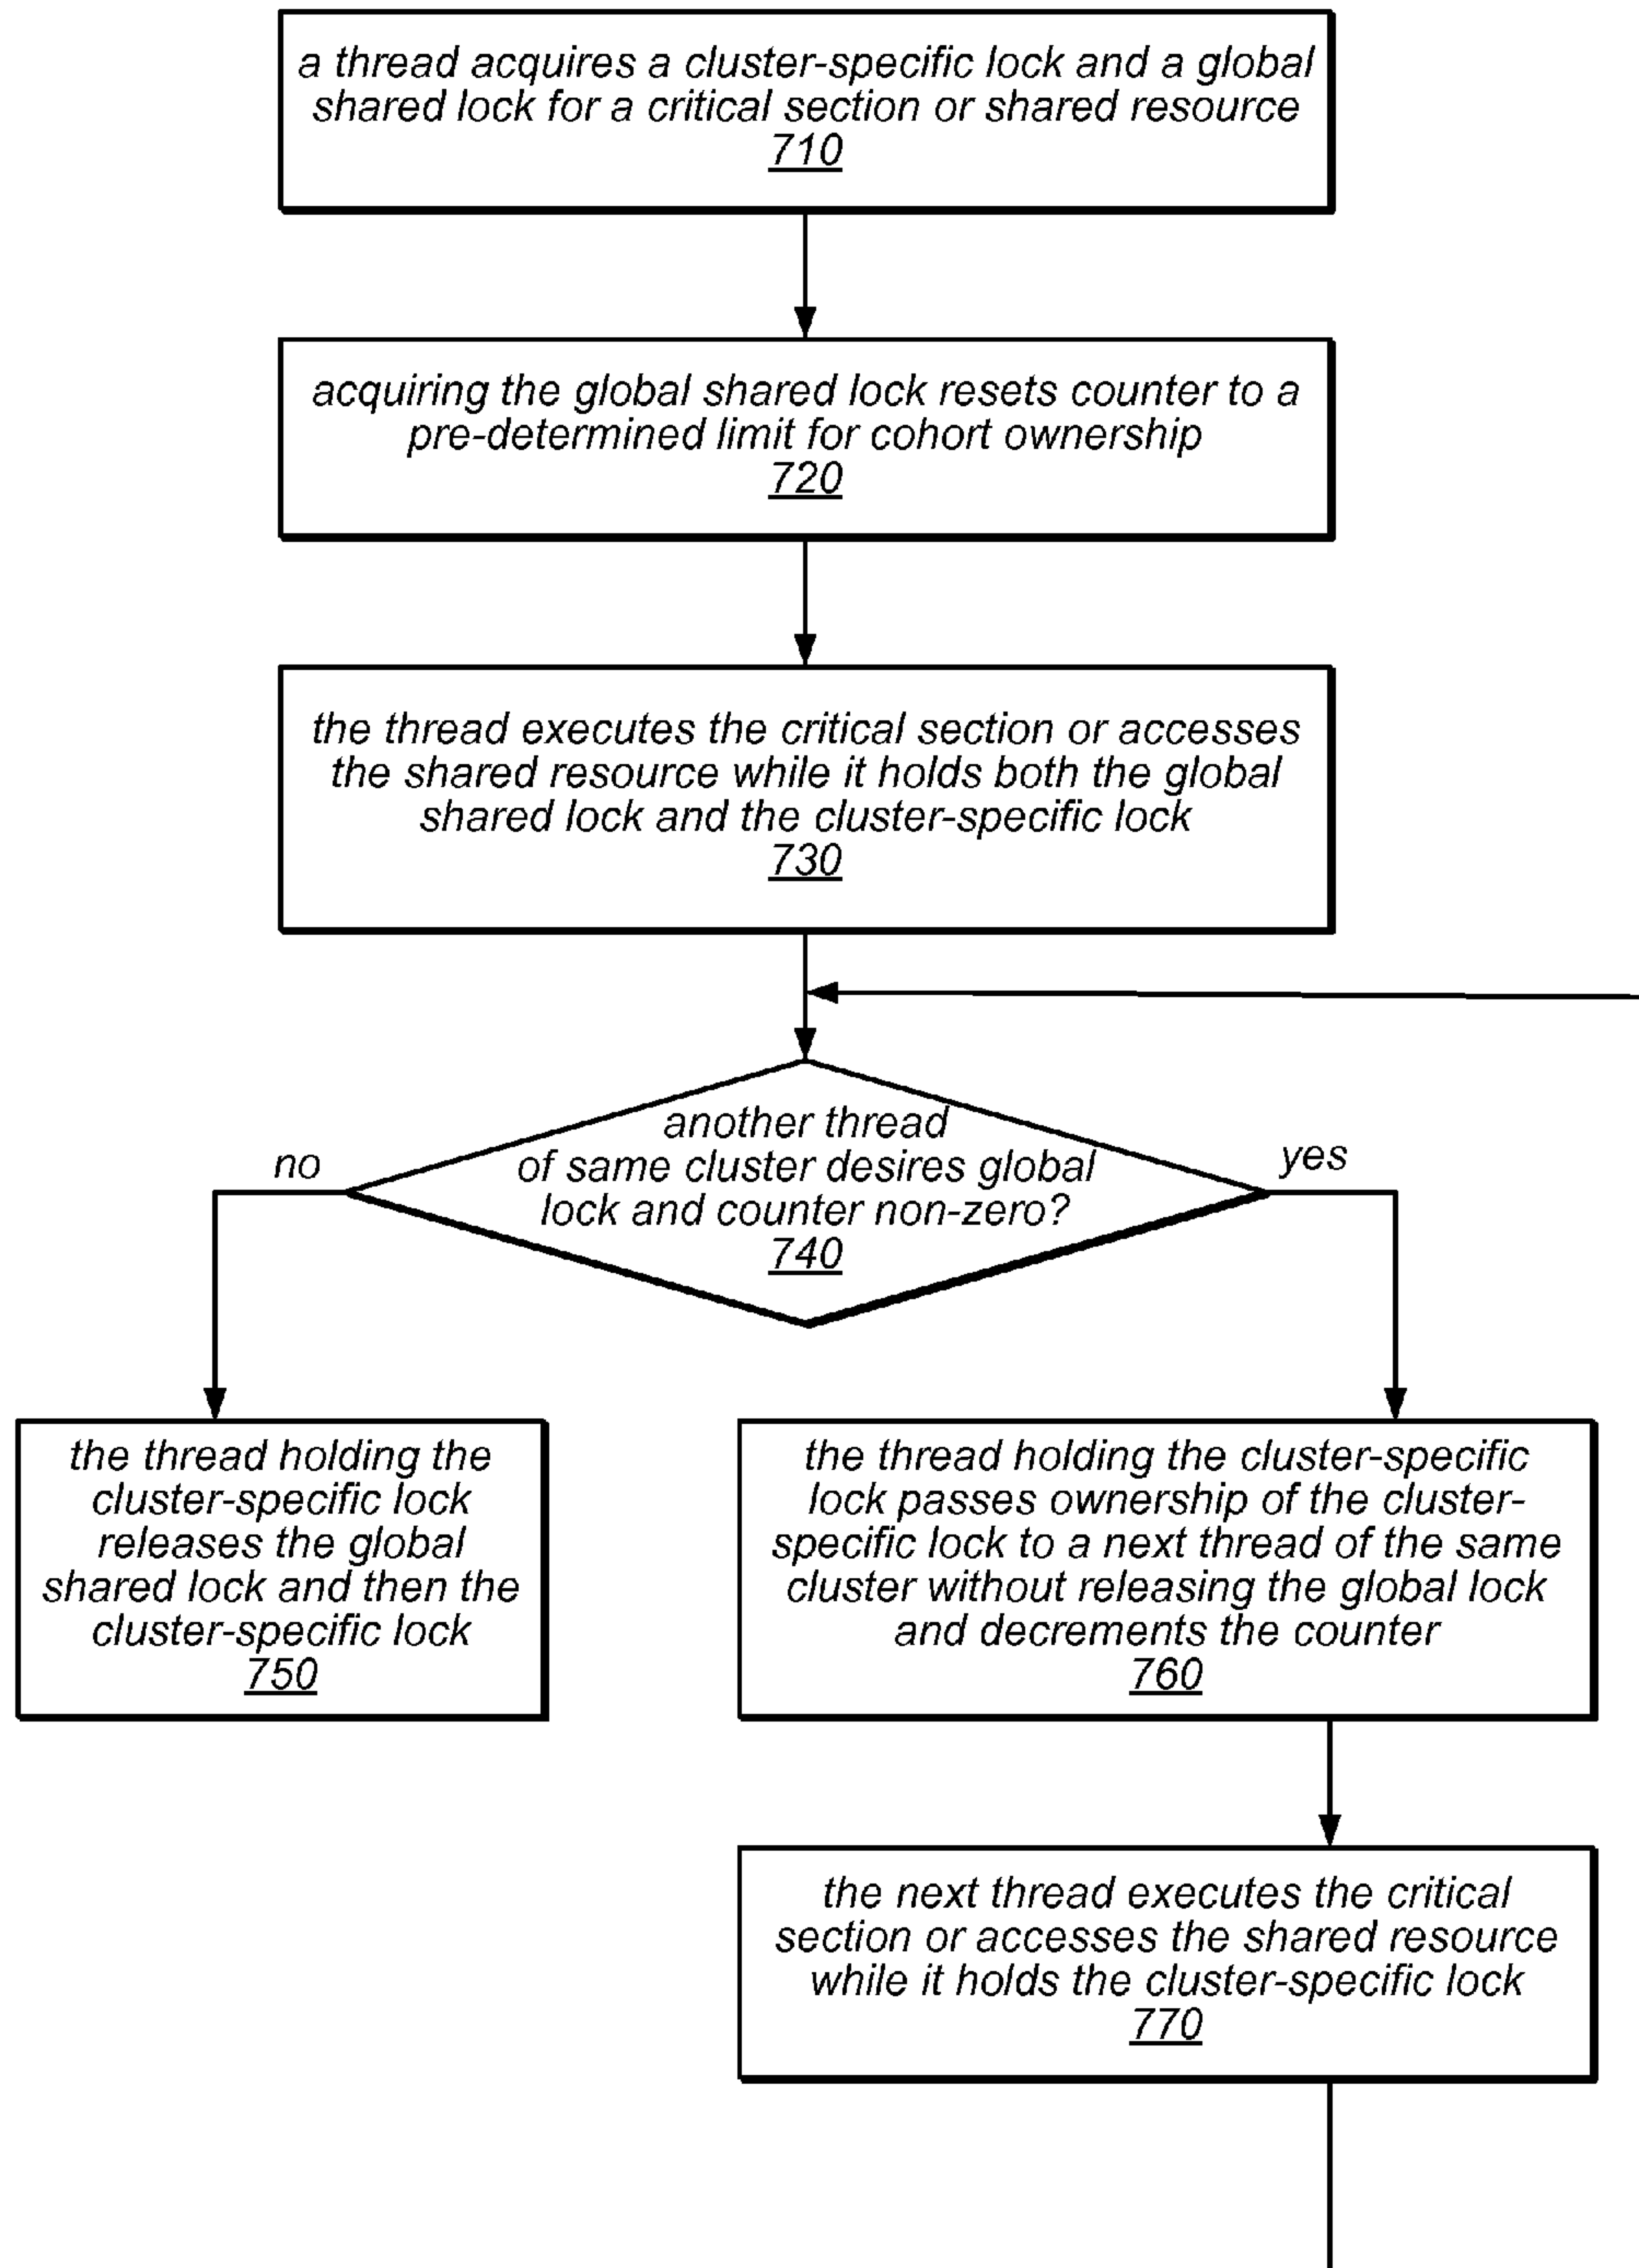 a thread acquires a cluster-specific lock and a global
shared lock for a critical section or shared resource
710
acquiring the global shared lock resets counter to a
pre-determined limit for cohort ownership
720
the thread executes the critical section or accesses
the shared resource while it holds both the global
shared lock and the cluster-specific lock
730
another thread
of same cluster desires global
lock and counter non-zero?
740
no
yes
the thread holding the
cluster-specific lock
releases the global
shared lock and then the
cluster-specific lock
750
the thread holding the cluster-specific
lock passes ownership of the cluster-
specific lock to a next thread of the same
cluster without releasing the global lock
and decrements the counter
760
the next thread executes the critical
section or accesses the shared resource
while it holds the cluster-specific lock
770